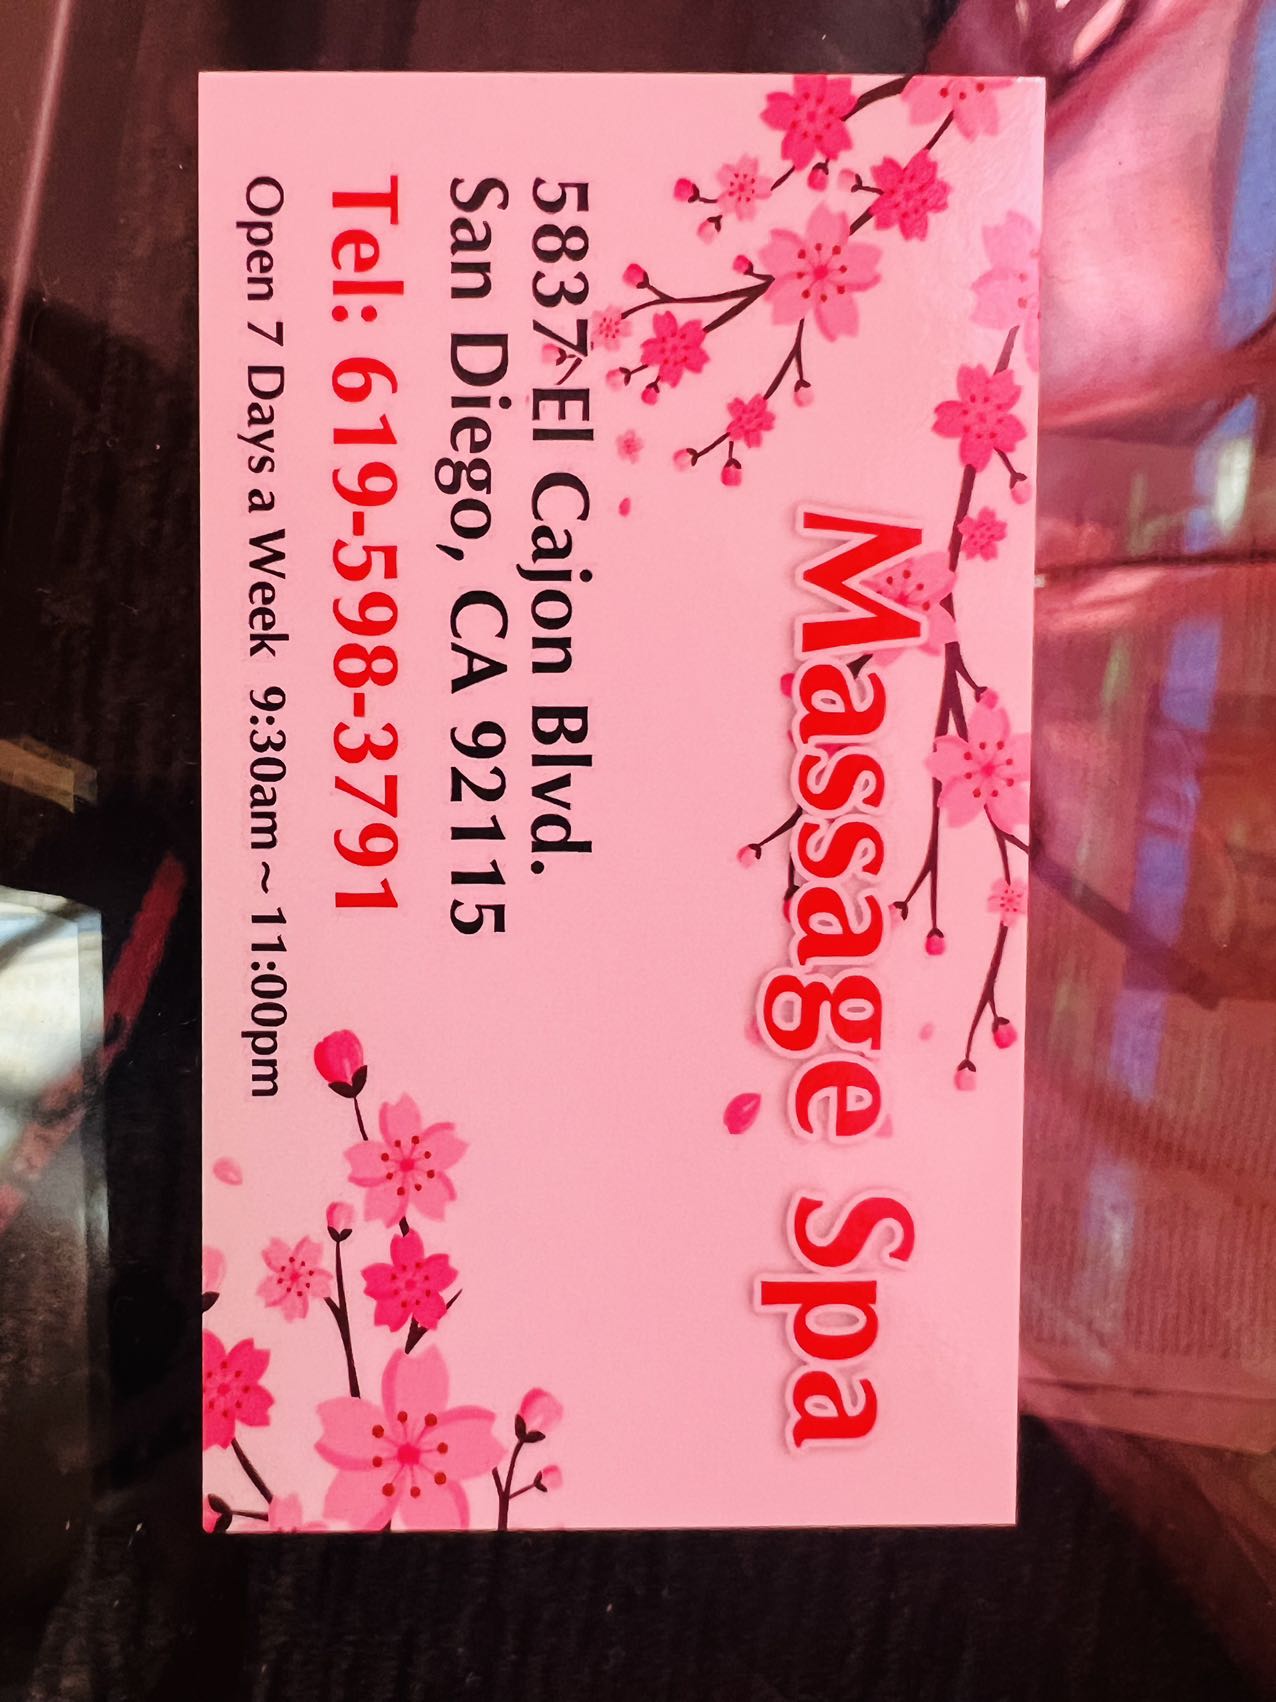 Massage Spa
5837 El Cajon Blvd.
San Diego, CA 92115
Tel: 619-598-3791
Open 7 Days a Week 9:30am~11:00pm